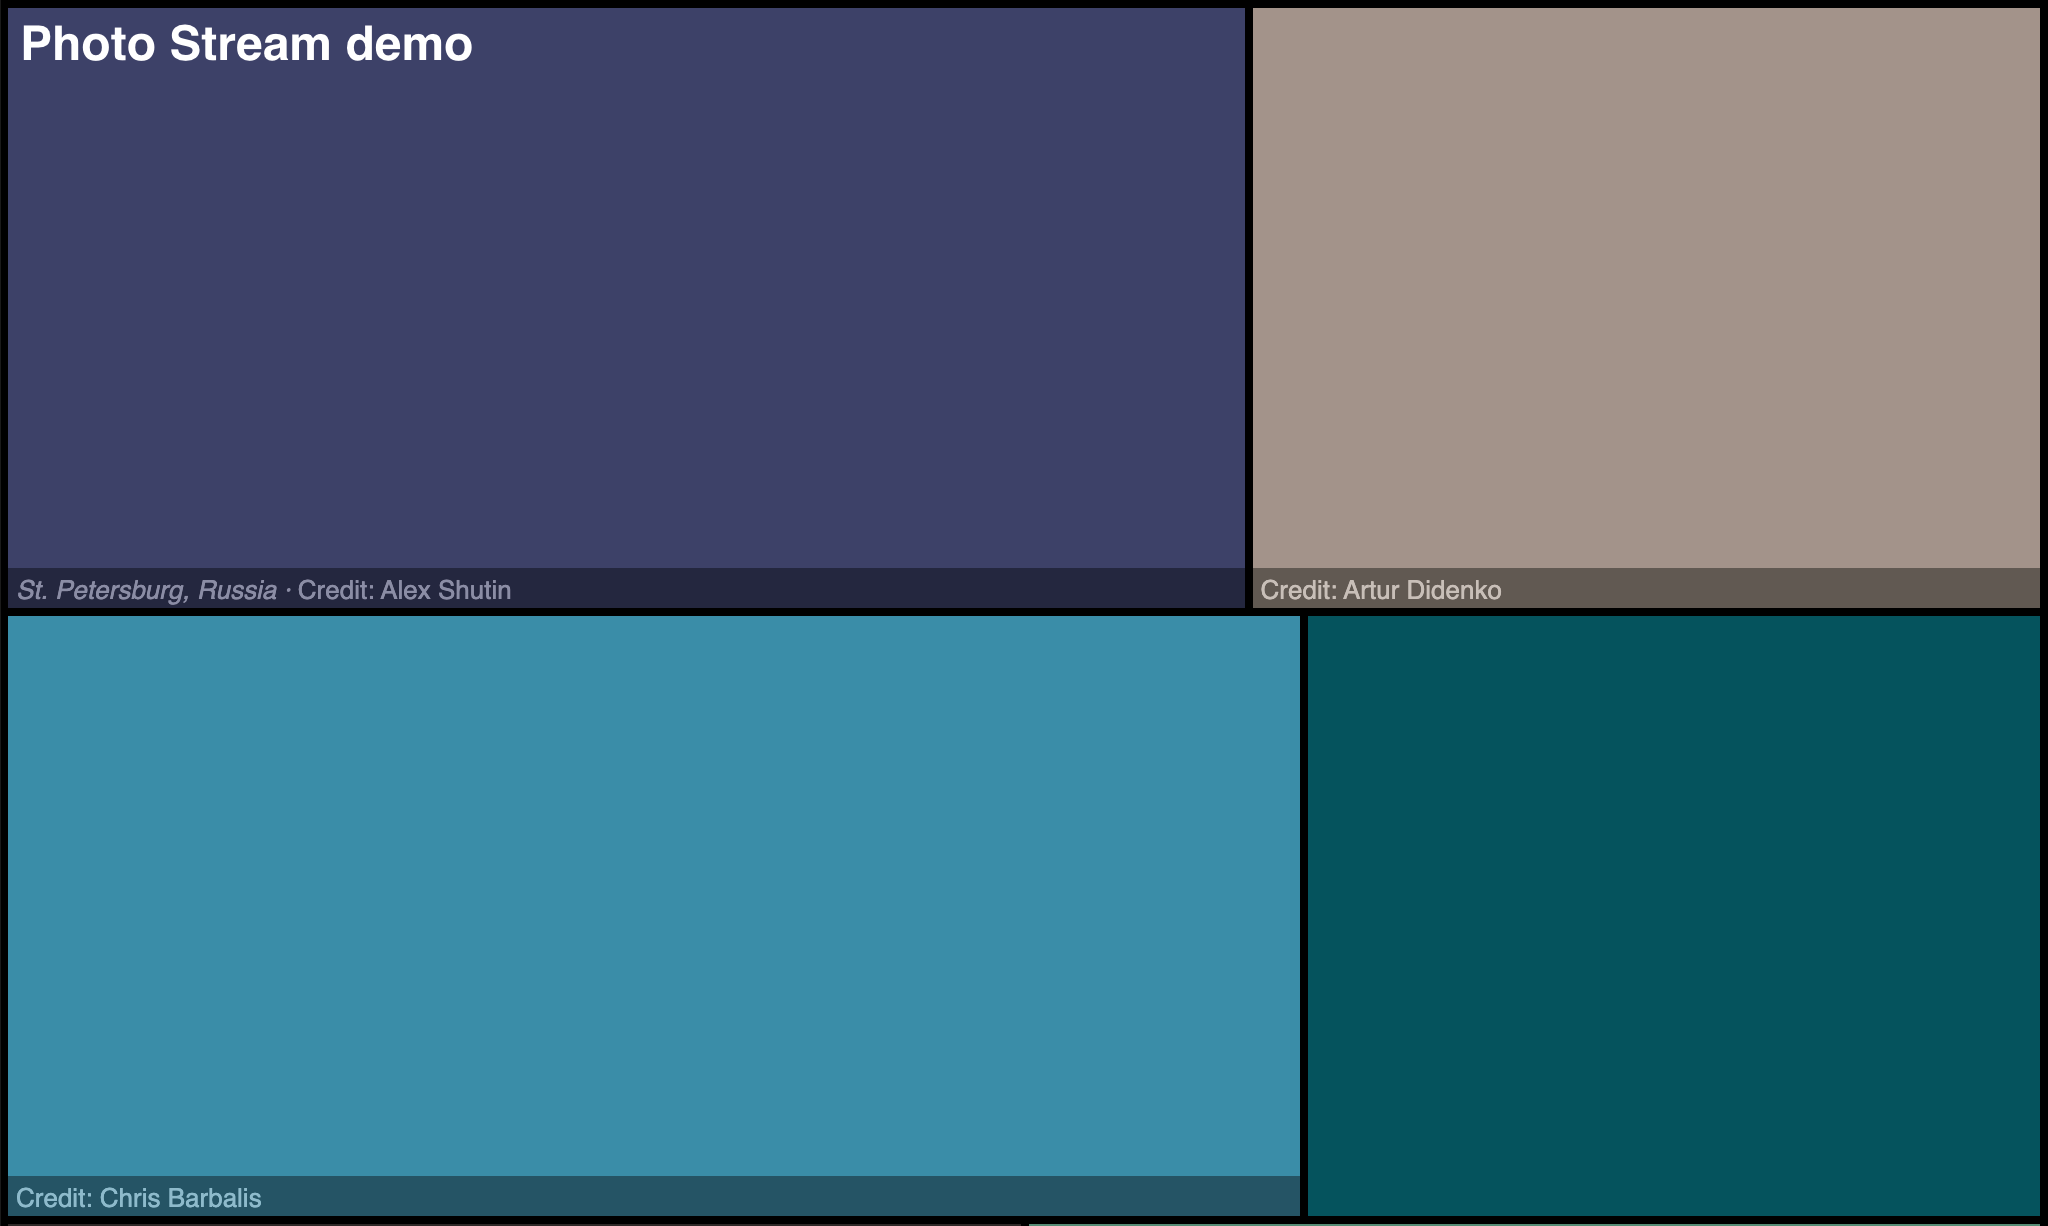 Photo Stream demo
St. Petersburg, Russia · Credit: Alex Shutin
Credit: Artur Didenko
Credit: Chris Barbalis